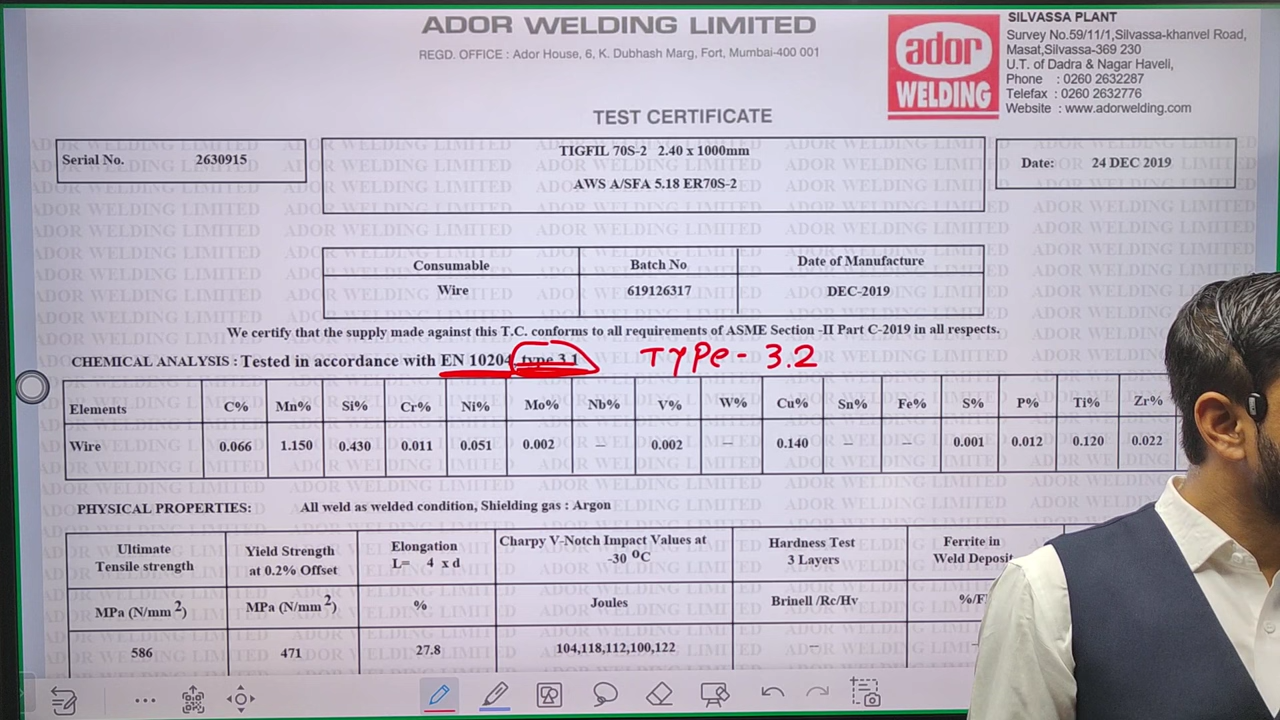 ADOR WELDING LIMITED
REGD. OFFICE : Ador House, 6, K. Dubhash Marg, Fort, Mumbai-400 001
ador
WELDING
SILVASSA PLANT
Survey No.59/11/1,Silvassa-khanvel Road,
Masat,Silvassa-369 230
U.T. of Dadra & Nagar Haveli,
Phone : 0260 2632287
Telefax : 0260 2632776
Website : www.adorwelding.com
TEST CERTIFICATE
Serial No. 2630915
TIGFIL 70S-2 2.40 x 1000mm
AWS A/SFA 5.18 ER70S-2
Date: 24 DEC 2019
Consumable Batch No Date of Manufacture
Wire 619126317 DEC-2019
We certify that the supply made against this T.C. conforms to all requirements of ASME Section -II Part C-2019 in all respects.
CHEMICAL ANALYSIS : Tested in accordance with EN 10204 type 3.1 TYPE - 3.2
Elements C% Mn% Si% Cr% Ni% Mo% Nb% V% W% Cu% Sn% Fe% S% P% Ti% Zr%
Wire 0.066 1.150 0.430 0.011 0.051 0.002 — 0.002 — 0.140 — — 0.001 0.012 0.120 0.022
PHYSICAL PROPERTIES: All weld as welded condition, Shielding gas : Argon
Ultimate Tensile strength Yield Strength at 0.2% Offset Elongation L= 4 x d Charpy V-Notch Impact Values at -30 ⁰C Hardness Test 3 Layers Ferrite in Weld Deposit
MPa (N/mm²) MPa (N/mm²) % Joules Brinell /Rc/Hv
586 471 27.8 104,118,112,100,122 —